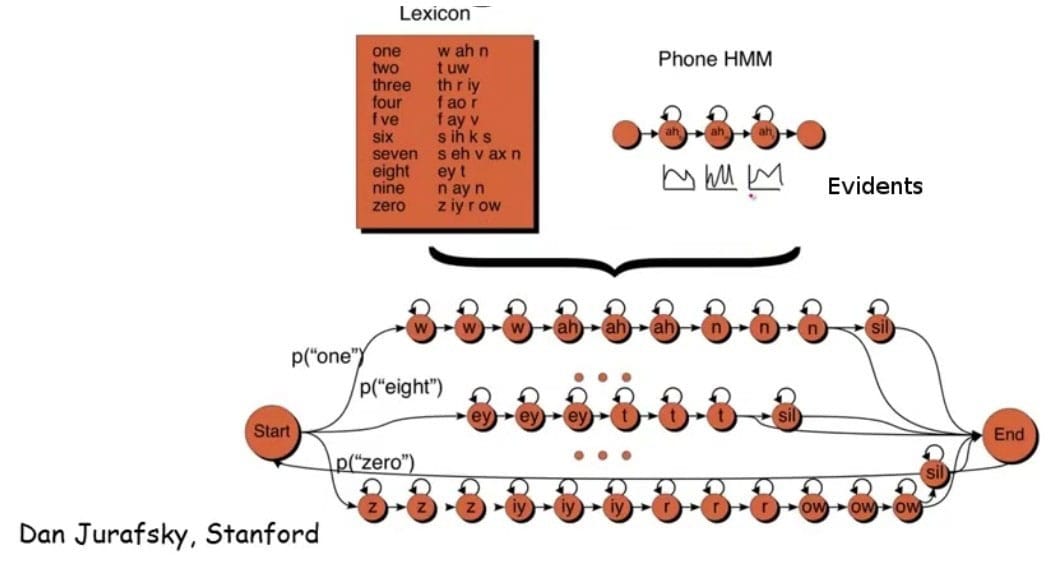 Lexicon
one w ah n
two t uw
three th r iy
four f ao r
f ve f ay v
six s ih k s
seven s eh v ax n
eight ey t
nine n ay n
zero z iy r ow
Phone HMM
ah ah ah
Evidents
w w w ah ah ah n n n sil
p("one")
p("eight")
ey ey ey t t t sil
Start
End
p("zero")
sil
z z z iy iy iy r r r ow ow ow
Dan Jurafsky, Stanford